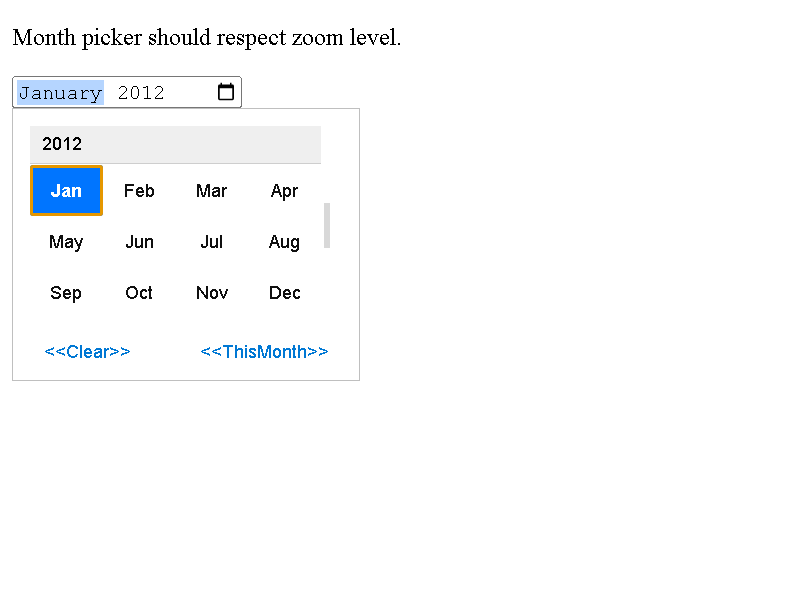 Month picker should respect zoom level.
January 2012
2012
Jan Feb Mar Apr
May Jun Jul Aug
Sep Oct Nov Dec
<<Clear>> <<ThisMonth>>